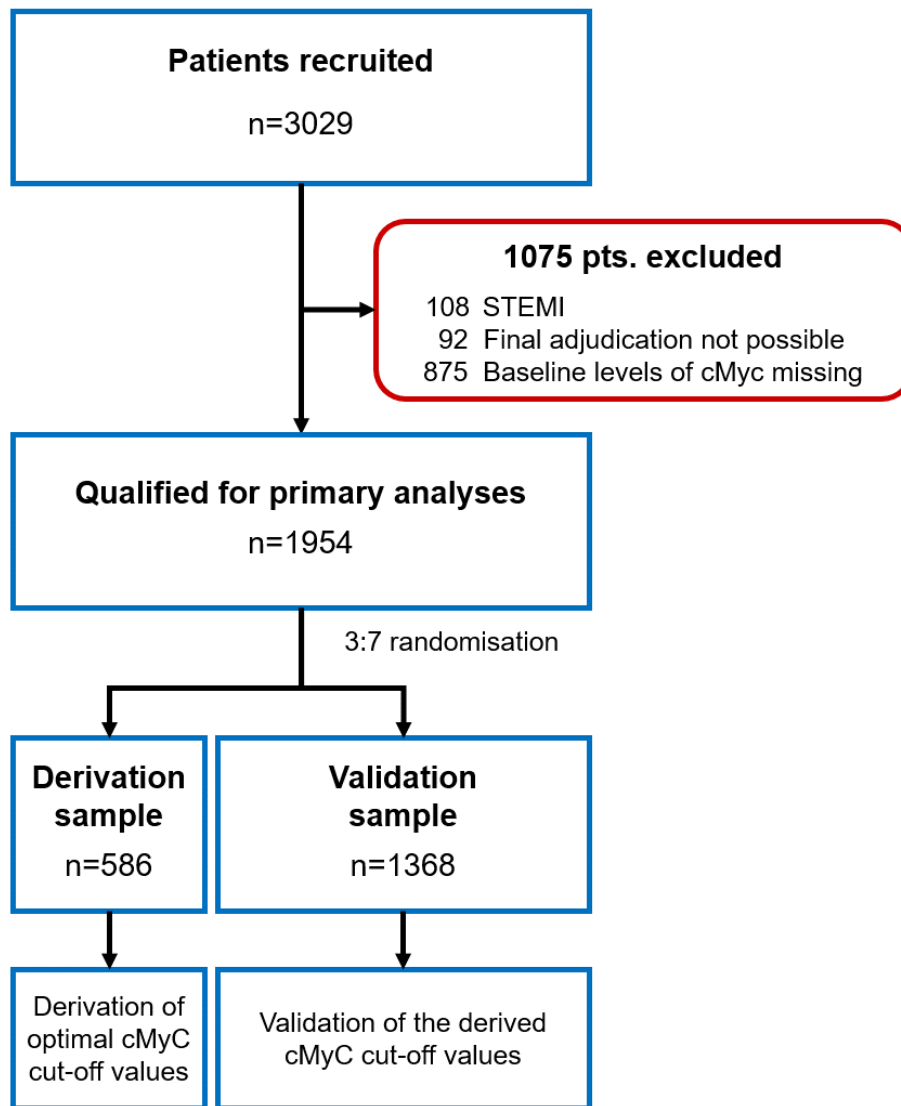 Patients recruited
n=3029
1075 pts. excluded
108 STEMI
92 Final adjudication not possible
875 Baseline levels of cMyc missing
Qualified for primary analyses
n=1954
3:7 randomisation
Derivation
sample
n=586
Validation
sample
n=1368
Derivation of
optimal cMyC
cut-off values
Validation of the derived
cMyC cut-off values